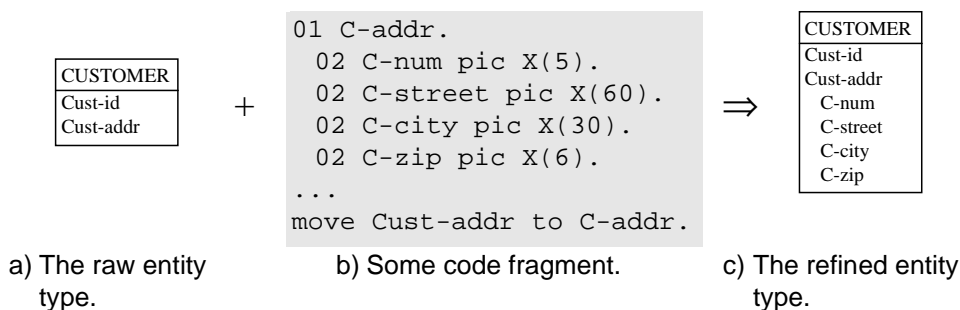 CUSTOMER
Cust-id
Cust-addr
+
01 C-addr.
02 C-num pic X(5).
02 C-street pic X(60).
02 C-city pic X(30).
02 C-zip pic X(6).
...
move Cust-addr to C-addr.
⇒
CUSTOMER
Cust-id
Cust-addr
C-num
C-street
C-city
C-zip
a) The raw entity
type.
b) Some code fragment.
c) The refined entity
type.